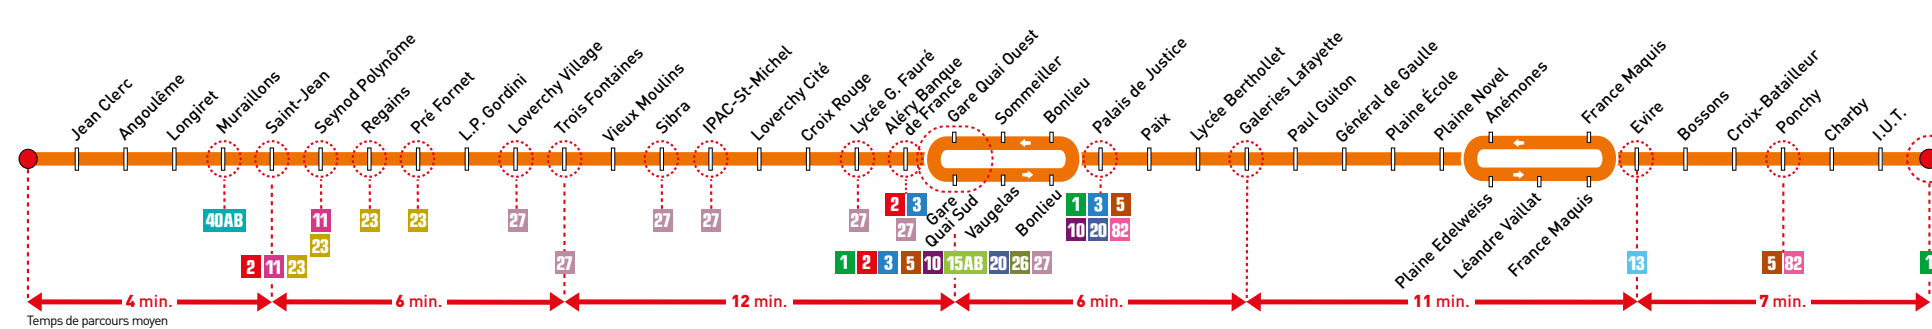 Jean Clerc
Angoulême
Longiret
Muraillons
Saint-Jean
Seynod Polynôme
Regains
Pré Fornet
L.P. Gordini
Loverchy Village
Trois Fontaines
Vieux Moulins
Sibra
IPAC-St-Michel
Loverchy Cité
Croix Rouge
Lycée G. Fauré
Aléry Banque
de France
Gare Quai Ouest
Sommeiller
Bonlieu
Palais de Justice
Paix
Lycée Berthollet
Galeries Lafayette
Paul Guiton
Général de Gaulle
Plaine École
Plaine Novel
Anémones
France Maquis
Evire
Bossons
Croix-Batailleur
Ponchy
Charby
I.U.T.
Gare
Quai Sud
Vaugelas
Bonlieu
Plaine Edelweiss
Léandre Vaillat
France Maquis
40AB
2 11 23
11
23
23
23
27
27
27
27
27
2 3
27
1 2 3 5 10 15AB 20 26 27
1 3 5
10 20 82
13
5 82
1
4 min.
6 min.
12 min.
6 min.
11 min.
7 min.
Temps de parcours moyen